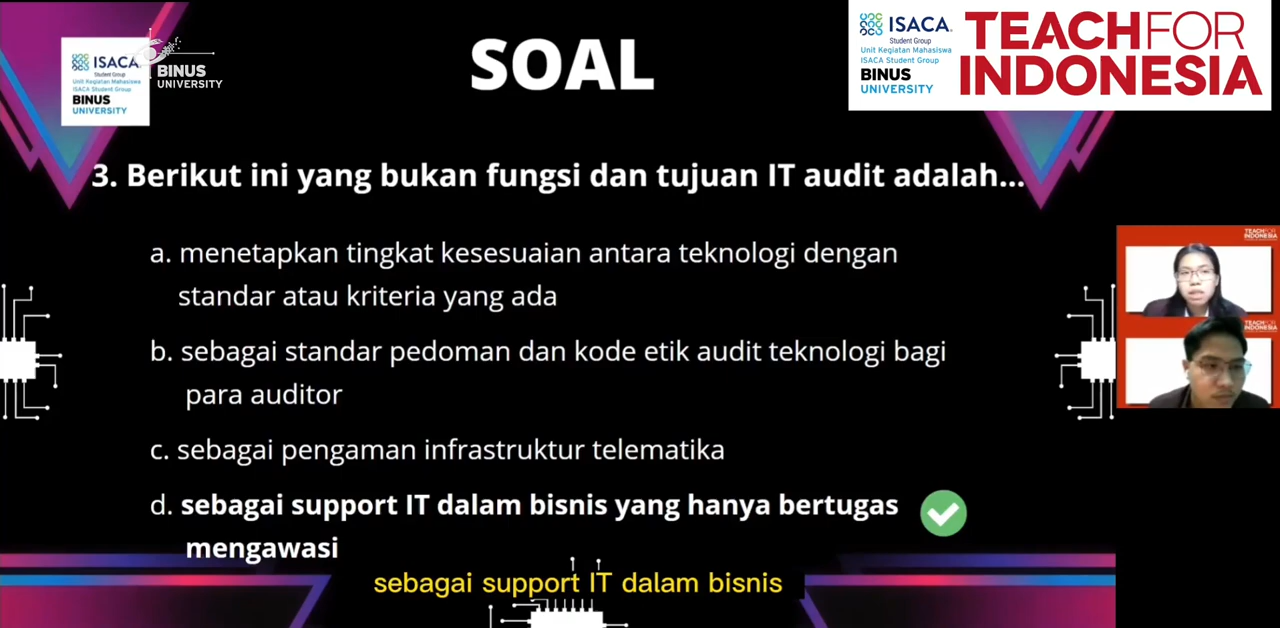 SOAL
ISACA
Student Group
Unit Kegiatan Mahasiswa
ISACA Student Group
BINUS
UNIVERSITY
BINUS
UNIVERSITY
ISACA
Student Group
Unit Kegiatan Mahasiswa
ISACA Student Group
BINUS
UNIVERSITY
TEACHFOR
INDONESIA
3. Berikut ini yang bukan fungsi dan tujuan IT audit adalah...
a. menetapkan tingkat kesesuaian antara teknologi dengan
standar atau kriteria yang ada
b. sebagai standar pedoman dan kode etik audit teknologi bagi
para auditor
c. sebagai pengaman infrastruktur telematika
d. sebagai support IT dalam bisnis yang hanya bertugas
mengawasi
sebagai support IT dalam bisnis
TEACHFOR
INDONESIA
TEACHFOR
INDONESIA